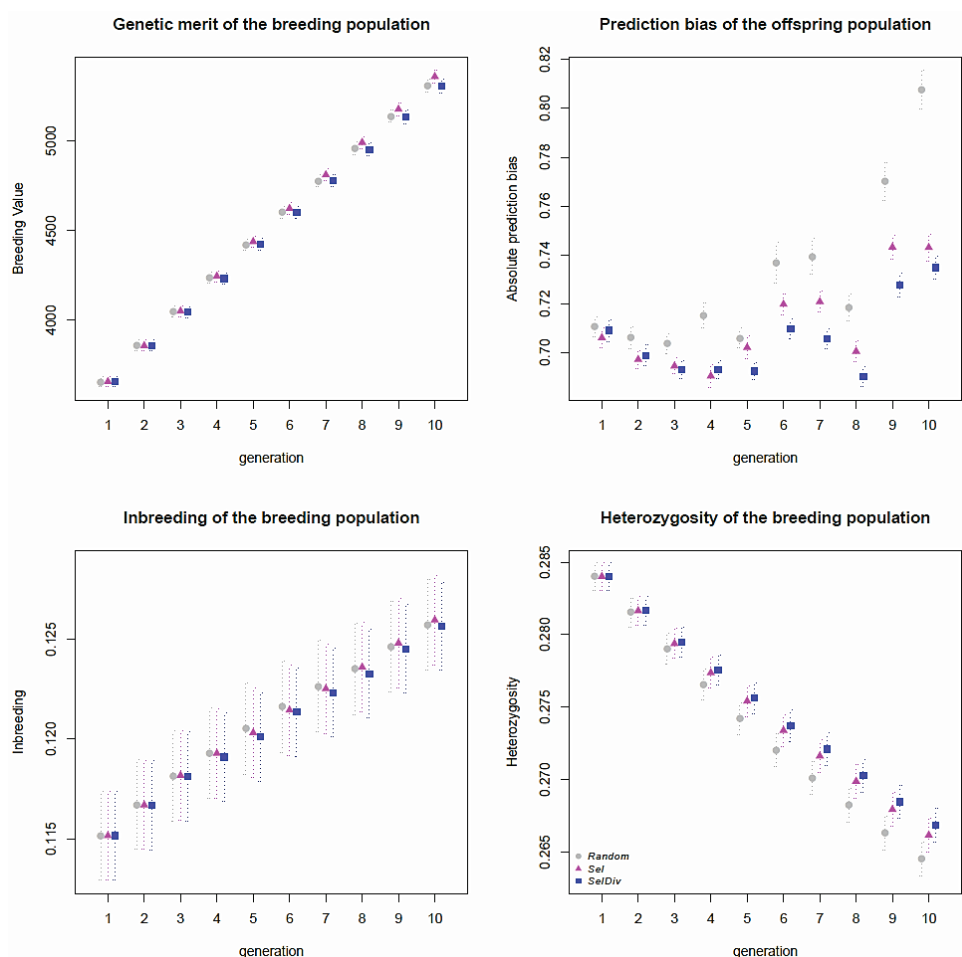 Genetic merit of the breeding population
Breeding Value
5000
4500
4000
1 2 3 4 5 6 7 8 9 10
generation
Prediction bias of the offspring population
Absolute prediction bias
0.82
0.80
0.78
0.76
0.74
0.72
0.70
1 2 3 4 5 6 7 8 9 10
generation
Inbreeding of the breeding population
Inbreeding
0.125
0.120
0.115
1 2 3 4 5 6 7 8 9 10
generation
Heterozygosity of the breeding population
Heterozygosity
0.285
0.280
0.275
0.270
0.265
Random
Sel
SelDiv
1 2 3 4 5 6 7 8 9 10
generation